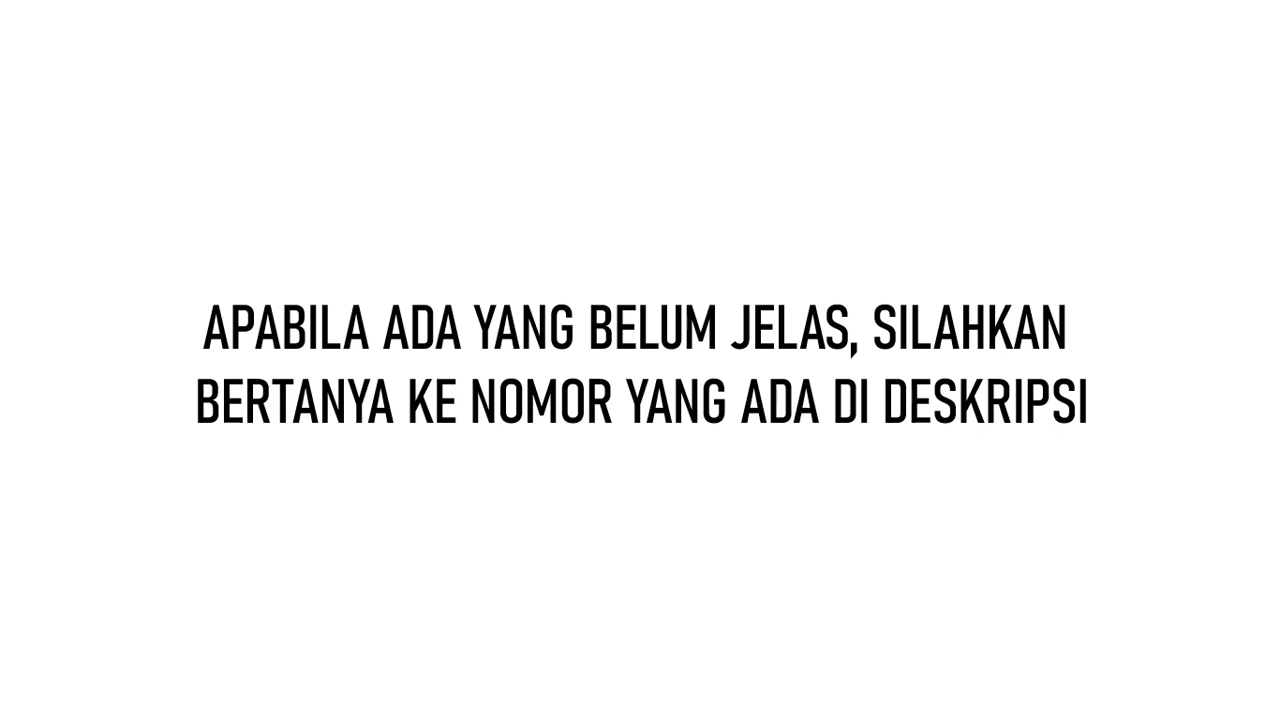 APABILA ADA YANG BELUM JELAS, SILAHKAN
BERTANYA KE NOMOR YANG ADA DI DESKRIPSI